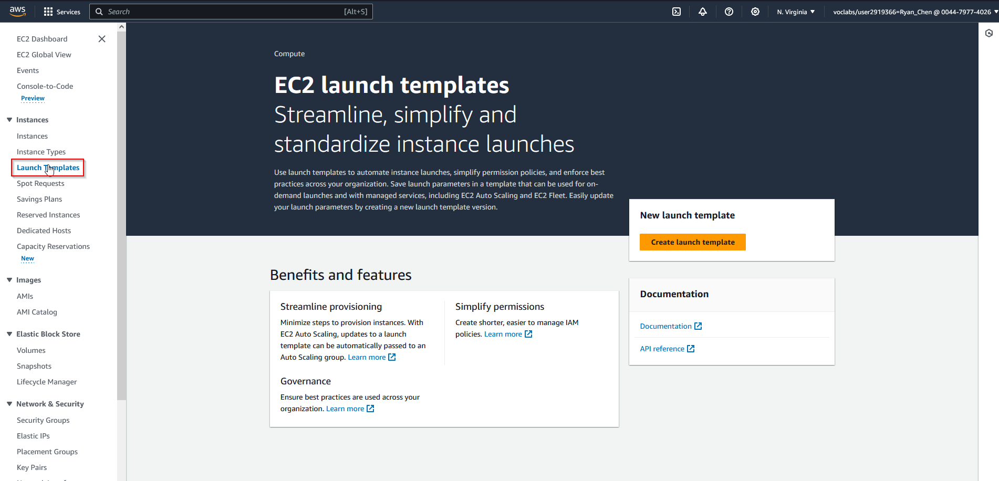 aws
Services
Search
[Alt+S]
N. Virginia
voclabs/user2919366=Ryan_Chen @ 0044-7977-4026
EC2 Dashboard
EC2 Global View
Events
Console-to-Code
Preview
Instances
Instances
Instance Types
Launch Templates
Spot Requests
Savings Plans
Reserved Instances
Dedicated Hosts
Capacity Reservations
New
Images
AMIs
AMI Catalog
Elastic Block Store
Volumes
Snapshots
Lifecycle Manager
Network & Security
Security Groups
Elastic IPs
Placement Groups
Key Pairs
Compute
EC2 launch templates
Streamline, simplify and
standardize instance launches
Use launch templates to automate instance launches, simplify permission policies, and enforce best
practices across your organization. Save launch parameters in a template that can be used for on-
demand launches and with managed services, including EC2 Auto Scaling and EC2 Fleet. Easily update
your launch parameters by creating a new launch template version.
New launch template
Create launch template
Benefits and features
Streamline provisioning
Minimize steps to provision instances. With
EC2 Auto Scaling, updates to a launch
template can be automatically passed to an
Auto Scaling group. Learn more
Simplify permissions
Create shorter, easier to manage IAM
policies. Learn more
Governance
Ensure best practices are used across your
organization. Learn more
Documentation
Documentation
API reference